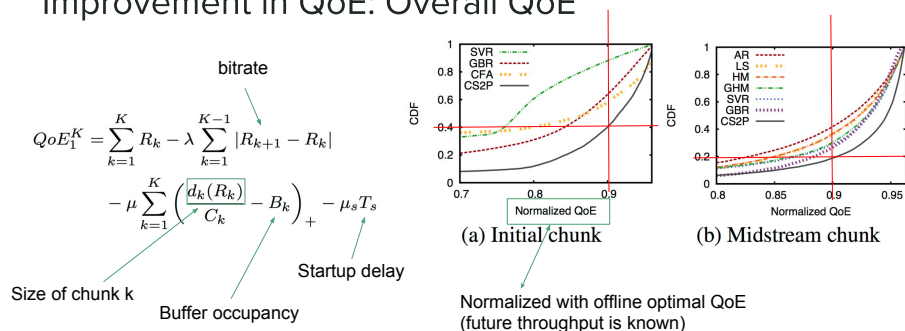 Improvement in QoE: Overall QoE
bitrate
QoE_1^K = \sum_{k=1}^{K} R_k - λ \sum_{k=1}^{K-1} |R_{k+1} - R_k|
- μ \sum_{k=1}^{K} ( d_k(R_k) / C_k - B_k )_+ - μ_s T_s
Size of chunk k
Buffer occupancy
Startup delay
SVR
GBR
CFA
CS2P
CDF
1
0.8
0.6
0.4
0.2
0
0.7 0.8 0.9
Normalized QoE
(a) Initial chunk
AR
LS
HM
GHM
SVR
GBR
CS2P
CDF
1
0.8
0.6
0.4
0.2
0
0.8 0.85 0.9 0.95
Normalized QoE
(b) Midstream chunk
Normalized with offline optimal QoE
(future throughput is known)